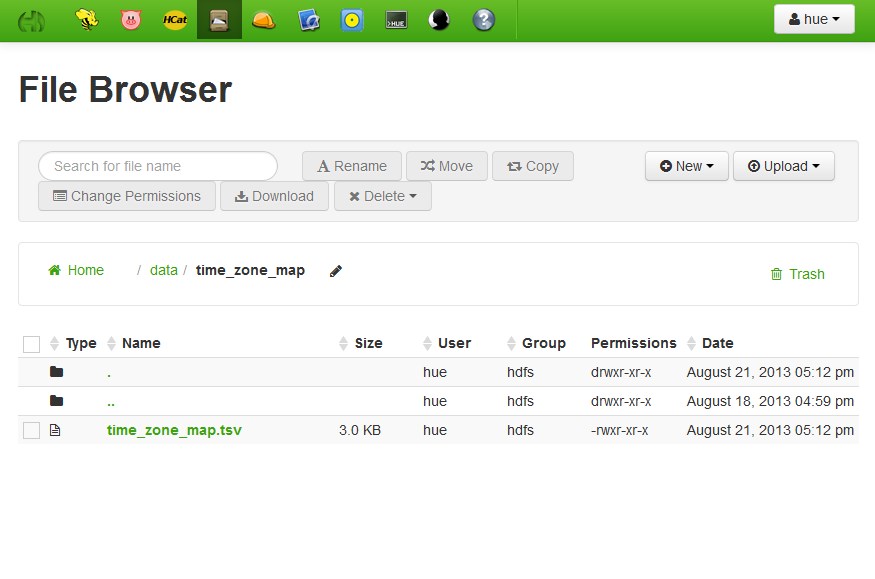 HCat HUE hue
File Browser
Search for file name A Rename Move Copy New Upload
Change Permissions Download Delete
Home / data / time_zone_map Trash
Type Name Size User Group Permissions Date
. hue hdfs drwxr-xr-x August 21, 2013 05:12 pm
.. hue hdfs drwxr-xr-x August 18, 2013 04:59 pm
time_zone_map.tsv 3.0 KB hue hdfs -rwxr-xr-x August 21, 2013 05:12 pm